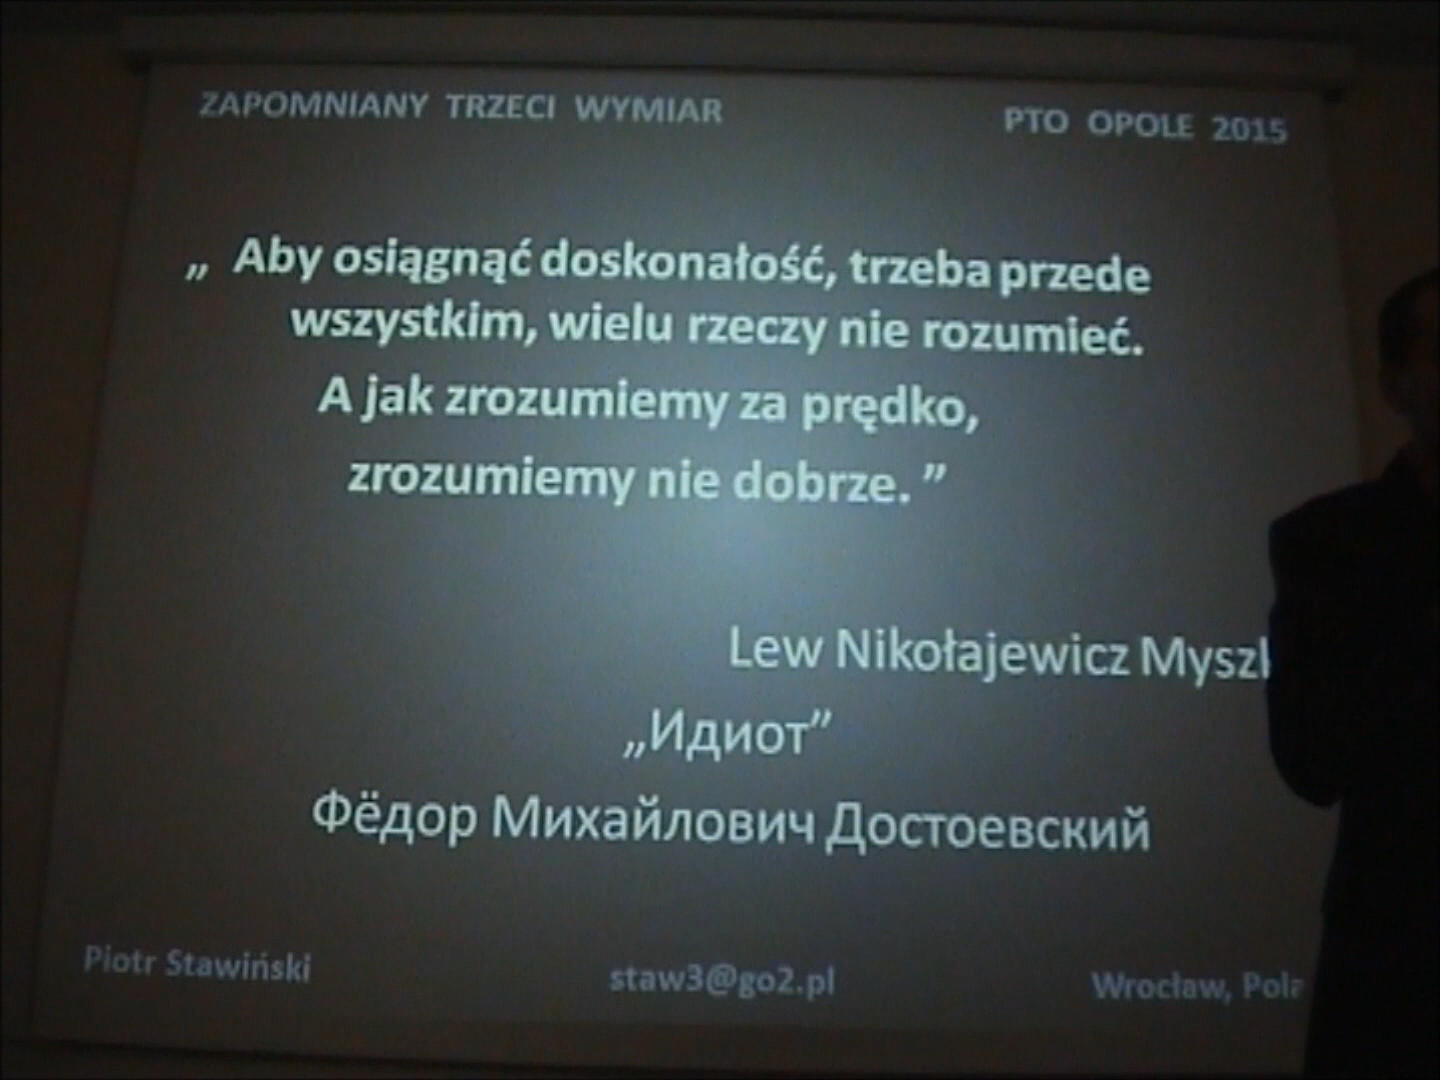 ZAPOMNIANY TRZECI WYMIAR
PTO OPOLE 2015
„ Aby osiągnąć doskonałość, trzeba przede
wszystkim, wielu rzeczy nie rozumieć.
A jak zrozumiemy za prędko,
zrozumiemy nie dobrze. ”
Lew Nikołajewicz
„Идиот”
Фёдор Михайлович Достоевский
Piotr Stawiński
staw3@go2.pl
Wrocław,